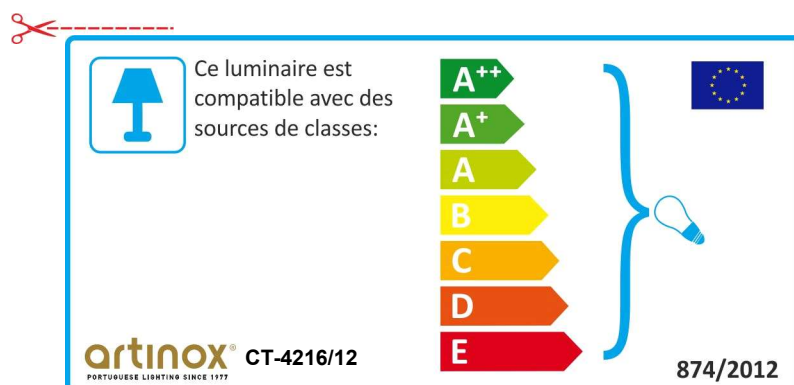 Ce luminaire est
compatible avec des
sources de classes:
A++
A+
A
B
C
D
E
artinox® CT-4216/12
PORTUGUESE LIGHTING SINCE 1977
874/2012